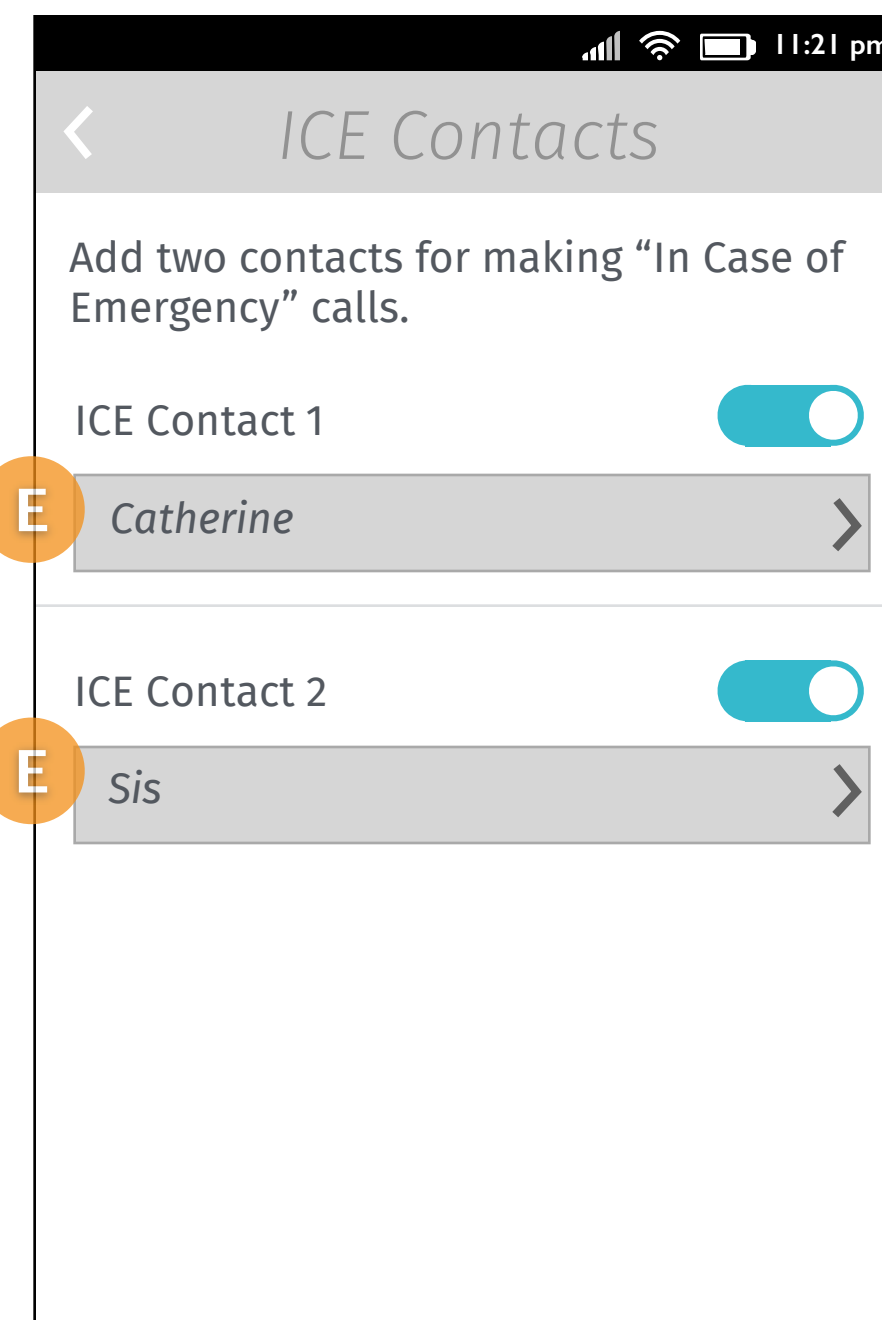 11:21 pm
ICE Contacts
Add two contacts for making “In Case of
Emergency” calls.
ICE Contact 1
E
Catherine
ICE Contact 2
E
Sis